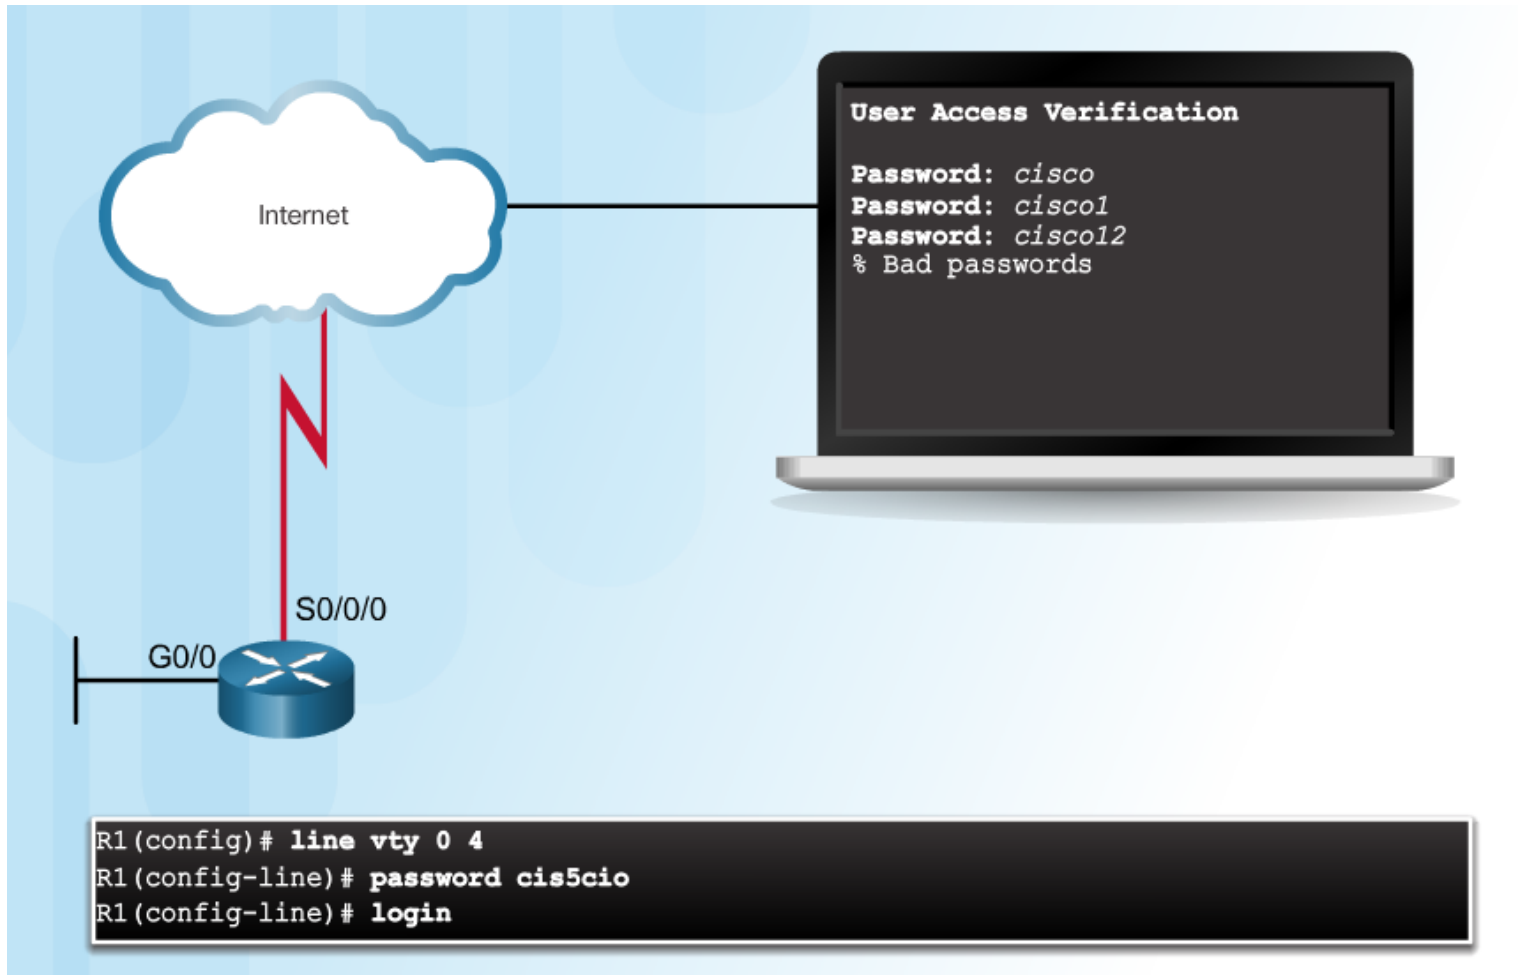 User Access Verification
Password: cisco
Password: cisco1
Password: cisco12
% Bad passwords
Internet
S0/0/0
G0/0
R1(config)# line vty 0 4
R1(config-line)# password cis5cio
R1(config-line)# login